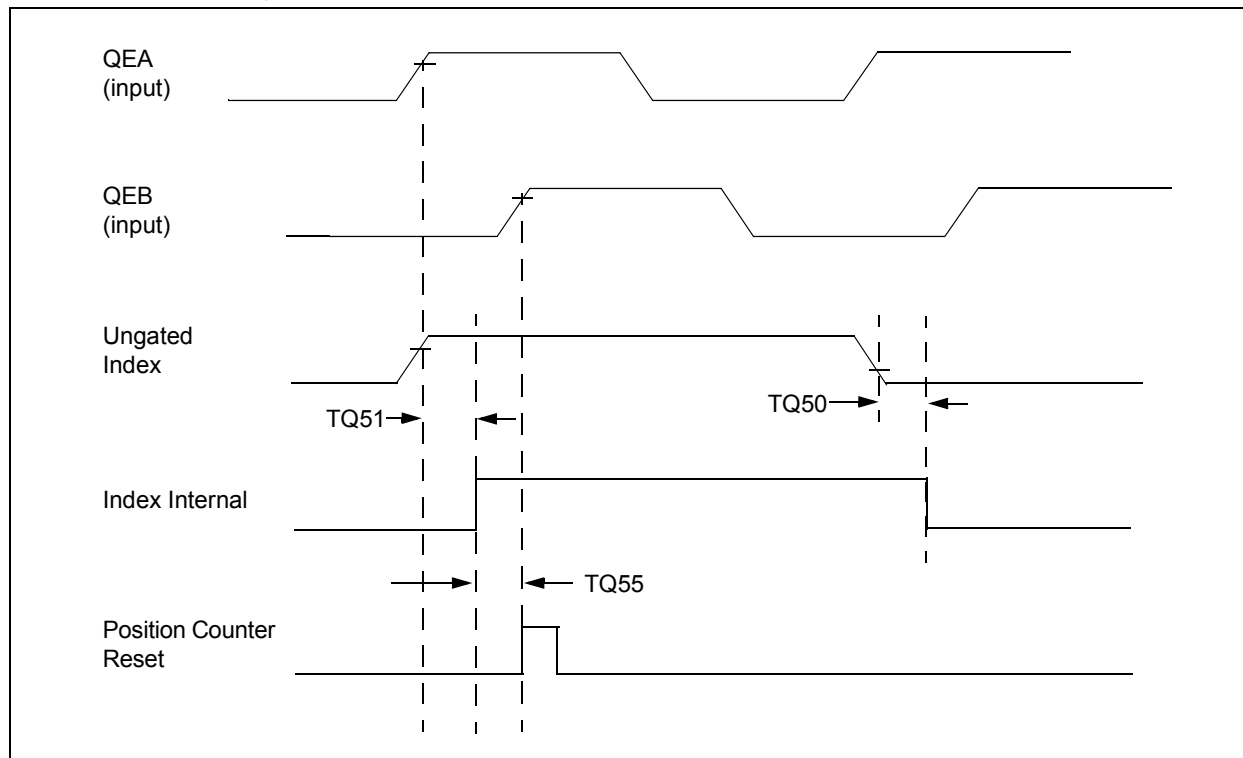 QEA
(input)
QEB
(input)
Ungated
Index
TQ51
TQ50
Index Internal
TQ55
Position Counter
Reset